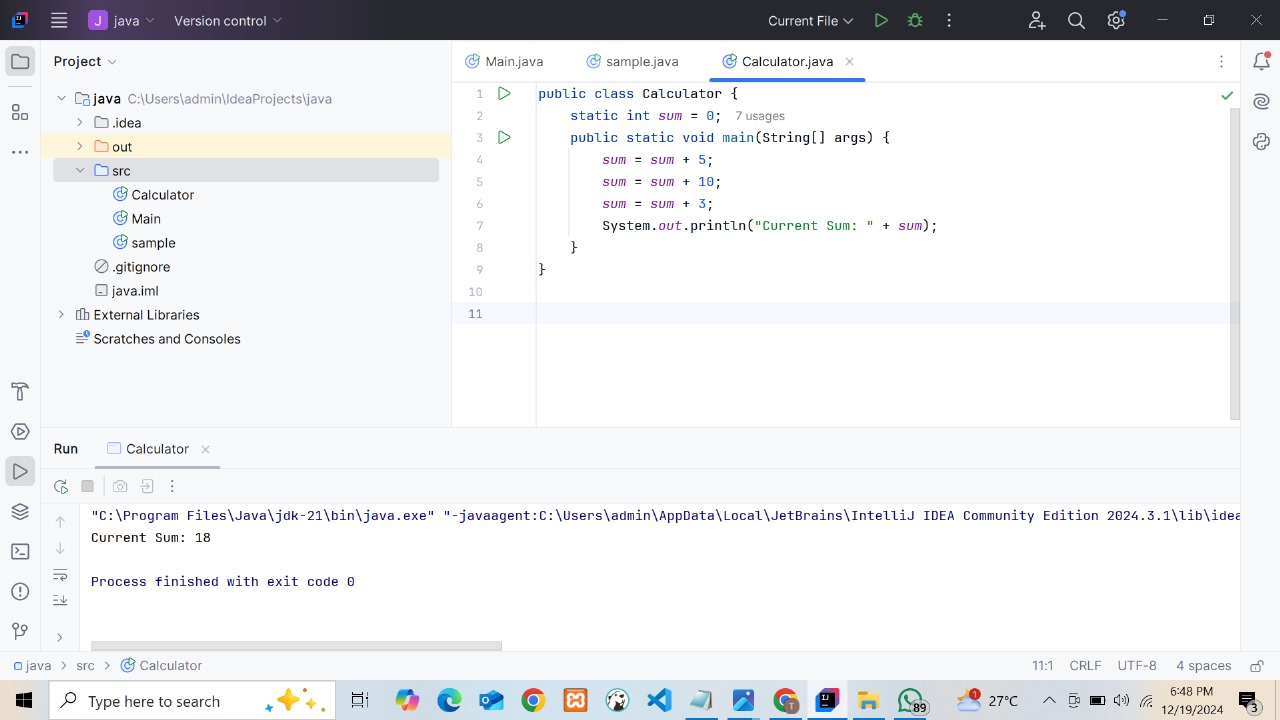 J java Version control Current File
Project
java C:\Users\admin\IdeaProjects\java
.idea
out
src
Calculator
Main
sample
.gitignore
java.iml
External Libraries
Scratches and Consoles
Main.java sample.java Calculator.java
1 public class Calculator {
2 static int sum = 0; 7 usages
3 public static void main(String[] args) {
4 sum = sum + 5;
5 sum = sum + 10;
6 sum = sum + 3;
7 System.out.println("Current Sum: " + sum);
8 }
9 }
10
11
Run Calculator
"C:\Program Files\Java\jdk-21\bin\java.exe" "-javaagent:C:\Users\admin\AppData\Local\JetBrains\IntelliJ IDEA Community Edition 2024.3.1\lib\idea
Current Sum: 18
Process finished with exit code 0
java > src > Calculator 11:1 CRLF UTF-8 4 spaces
Type here to search 89 1 27°C 6:48 PM
12/19/2024 3